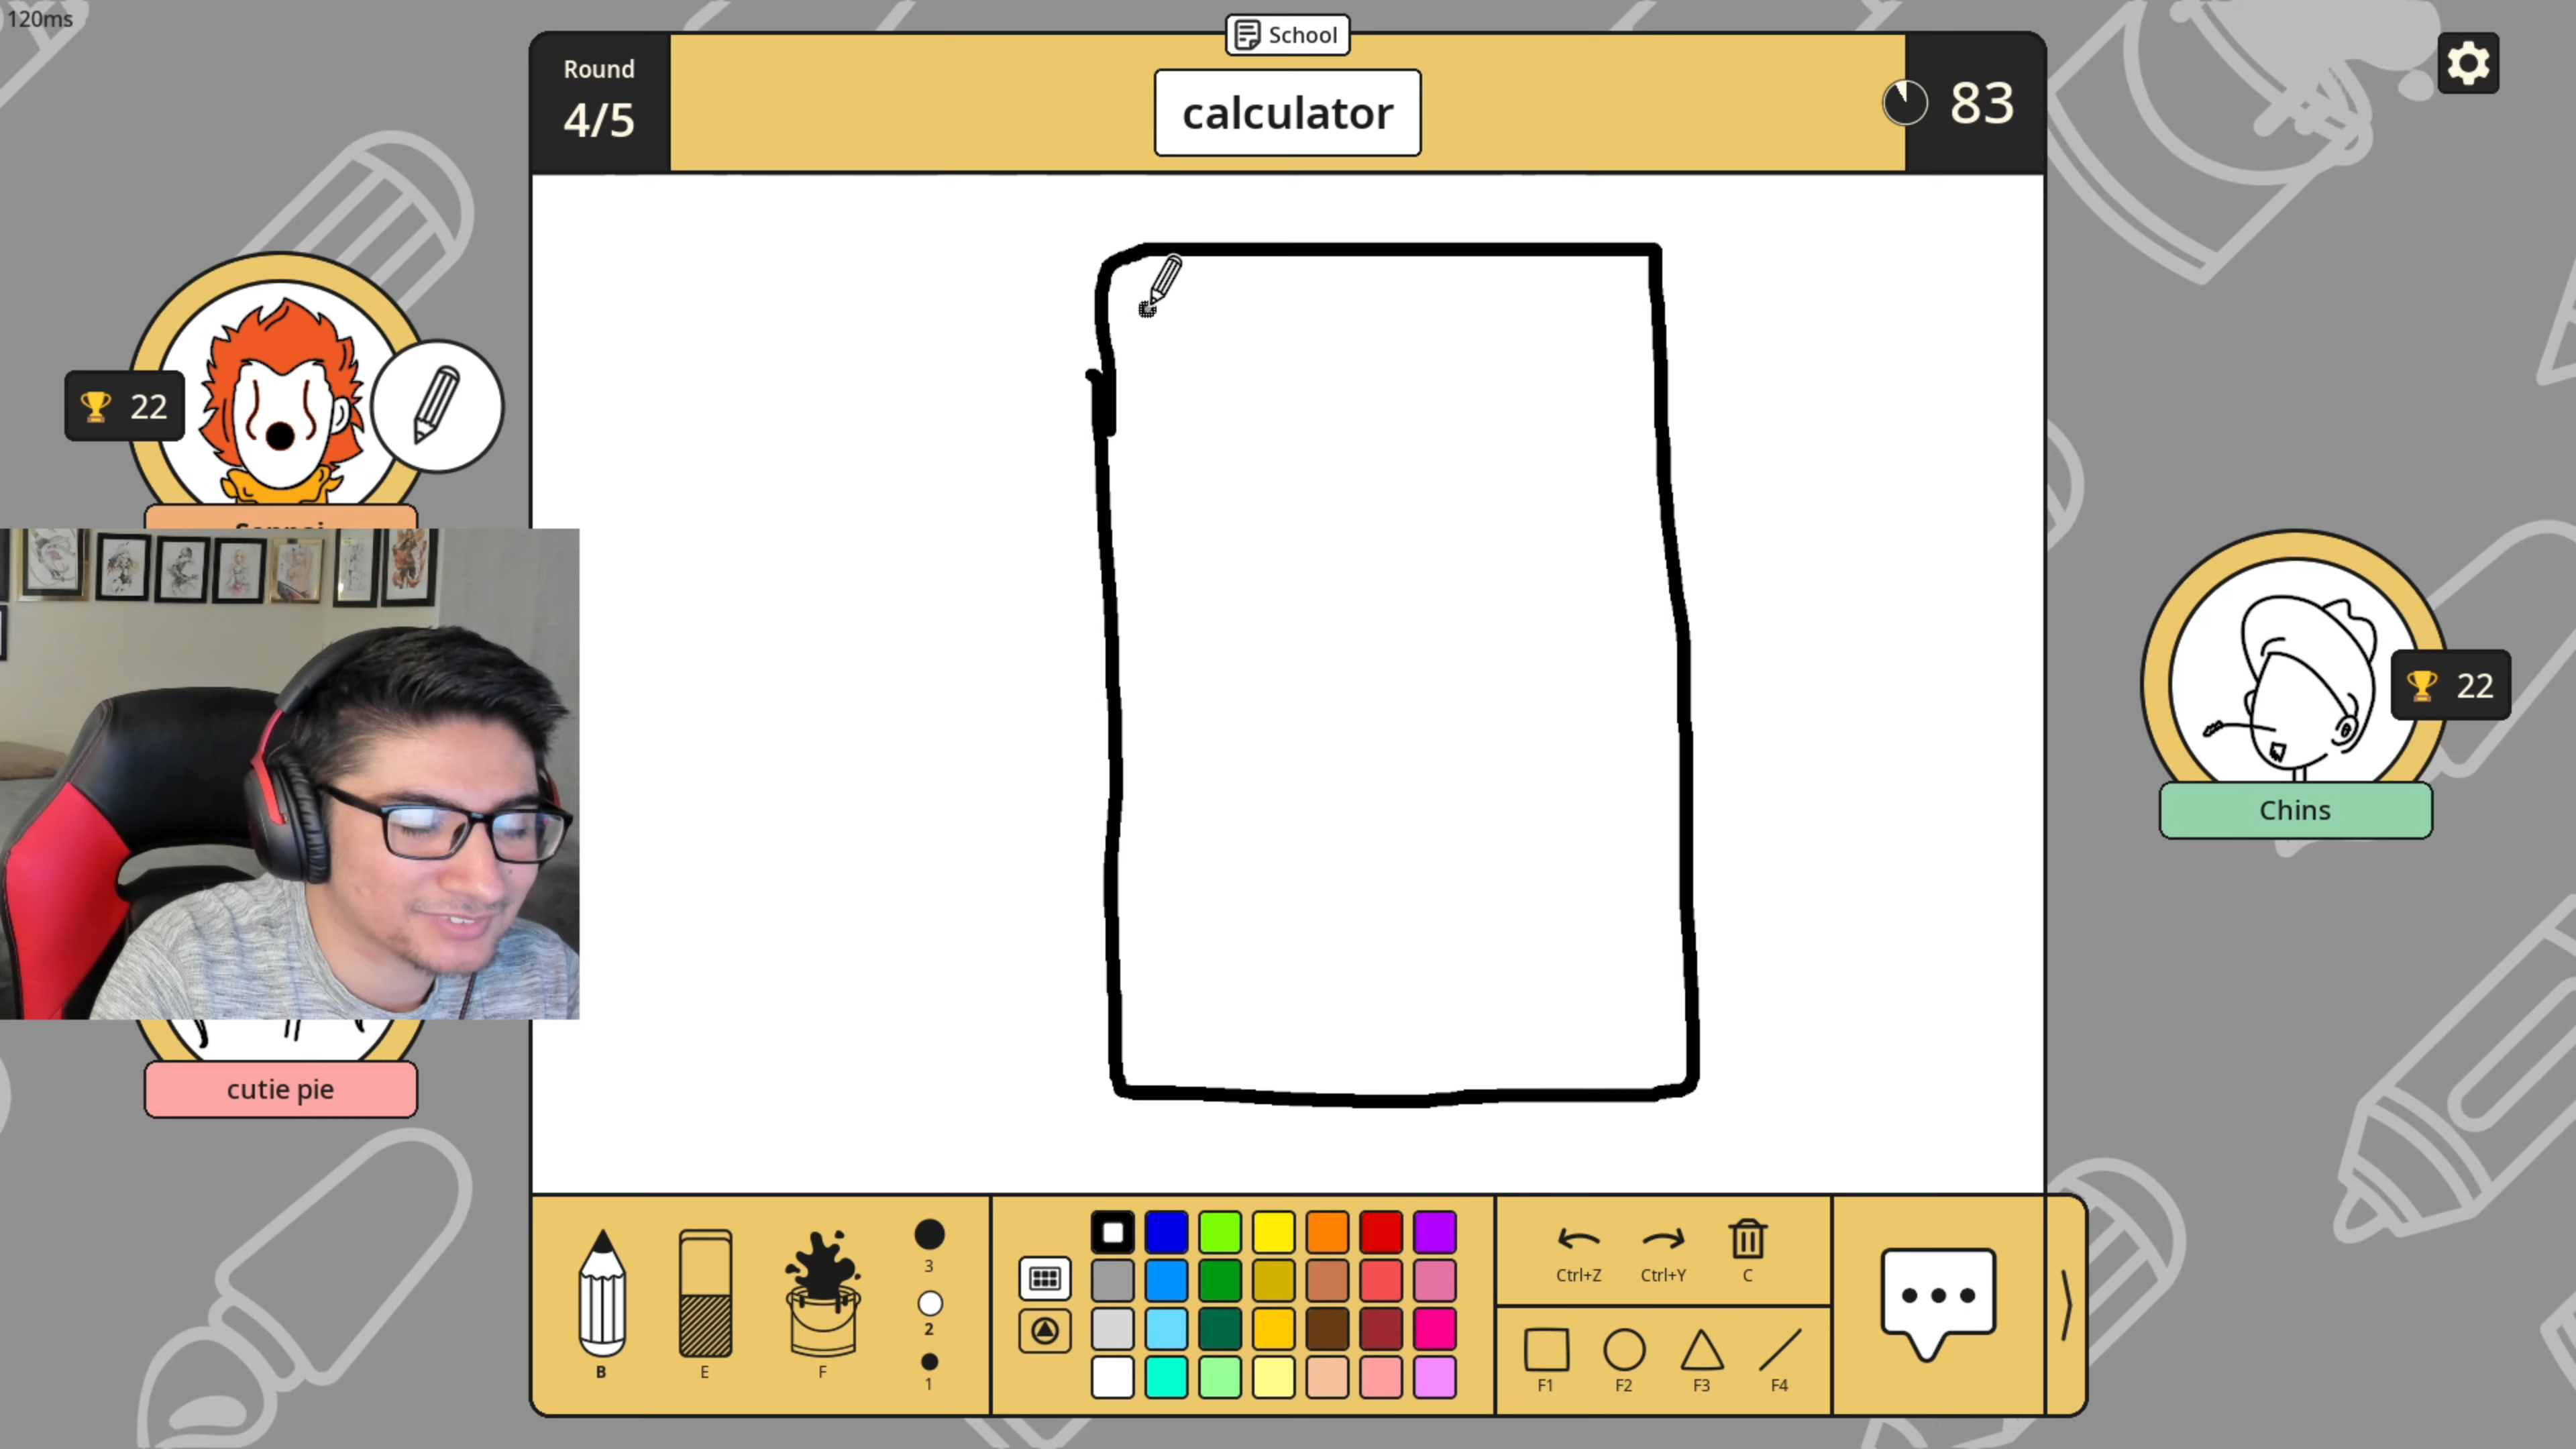 120ms
School
Round
4/5
calculator
83
22
22
Chins
cutie pie
B
E
F
3
2
1
Ctrl+Z
Ctrl+Y
C
F1
F2
F3
F4